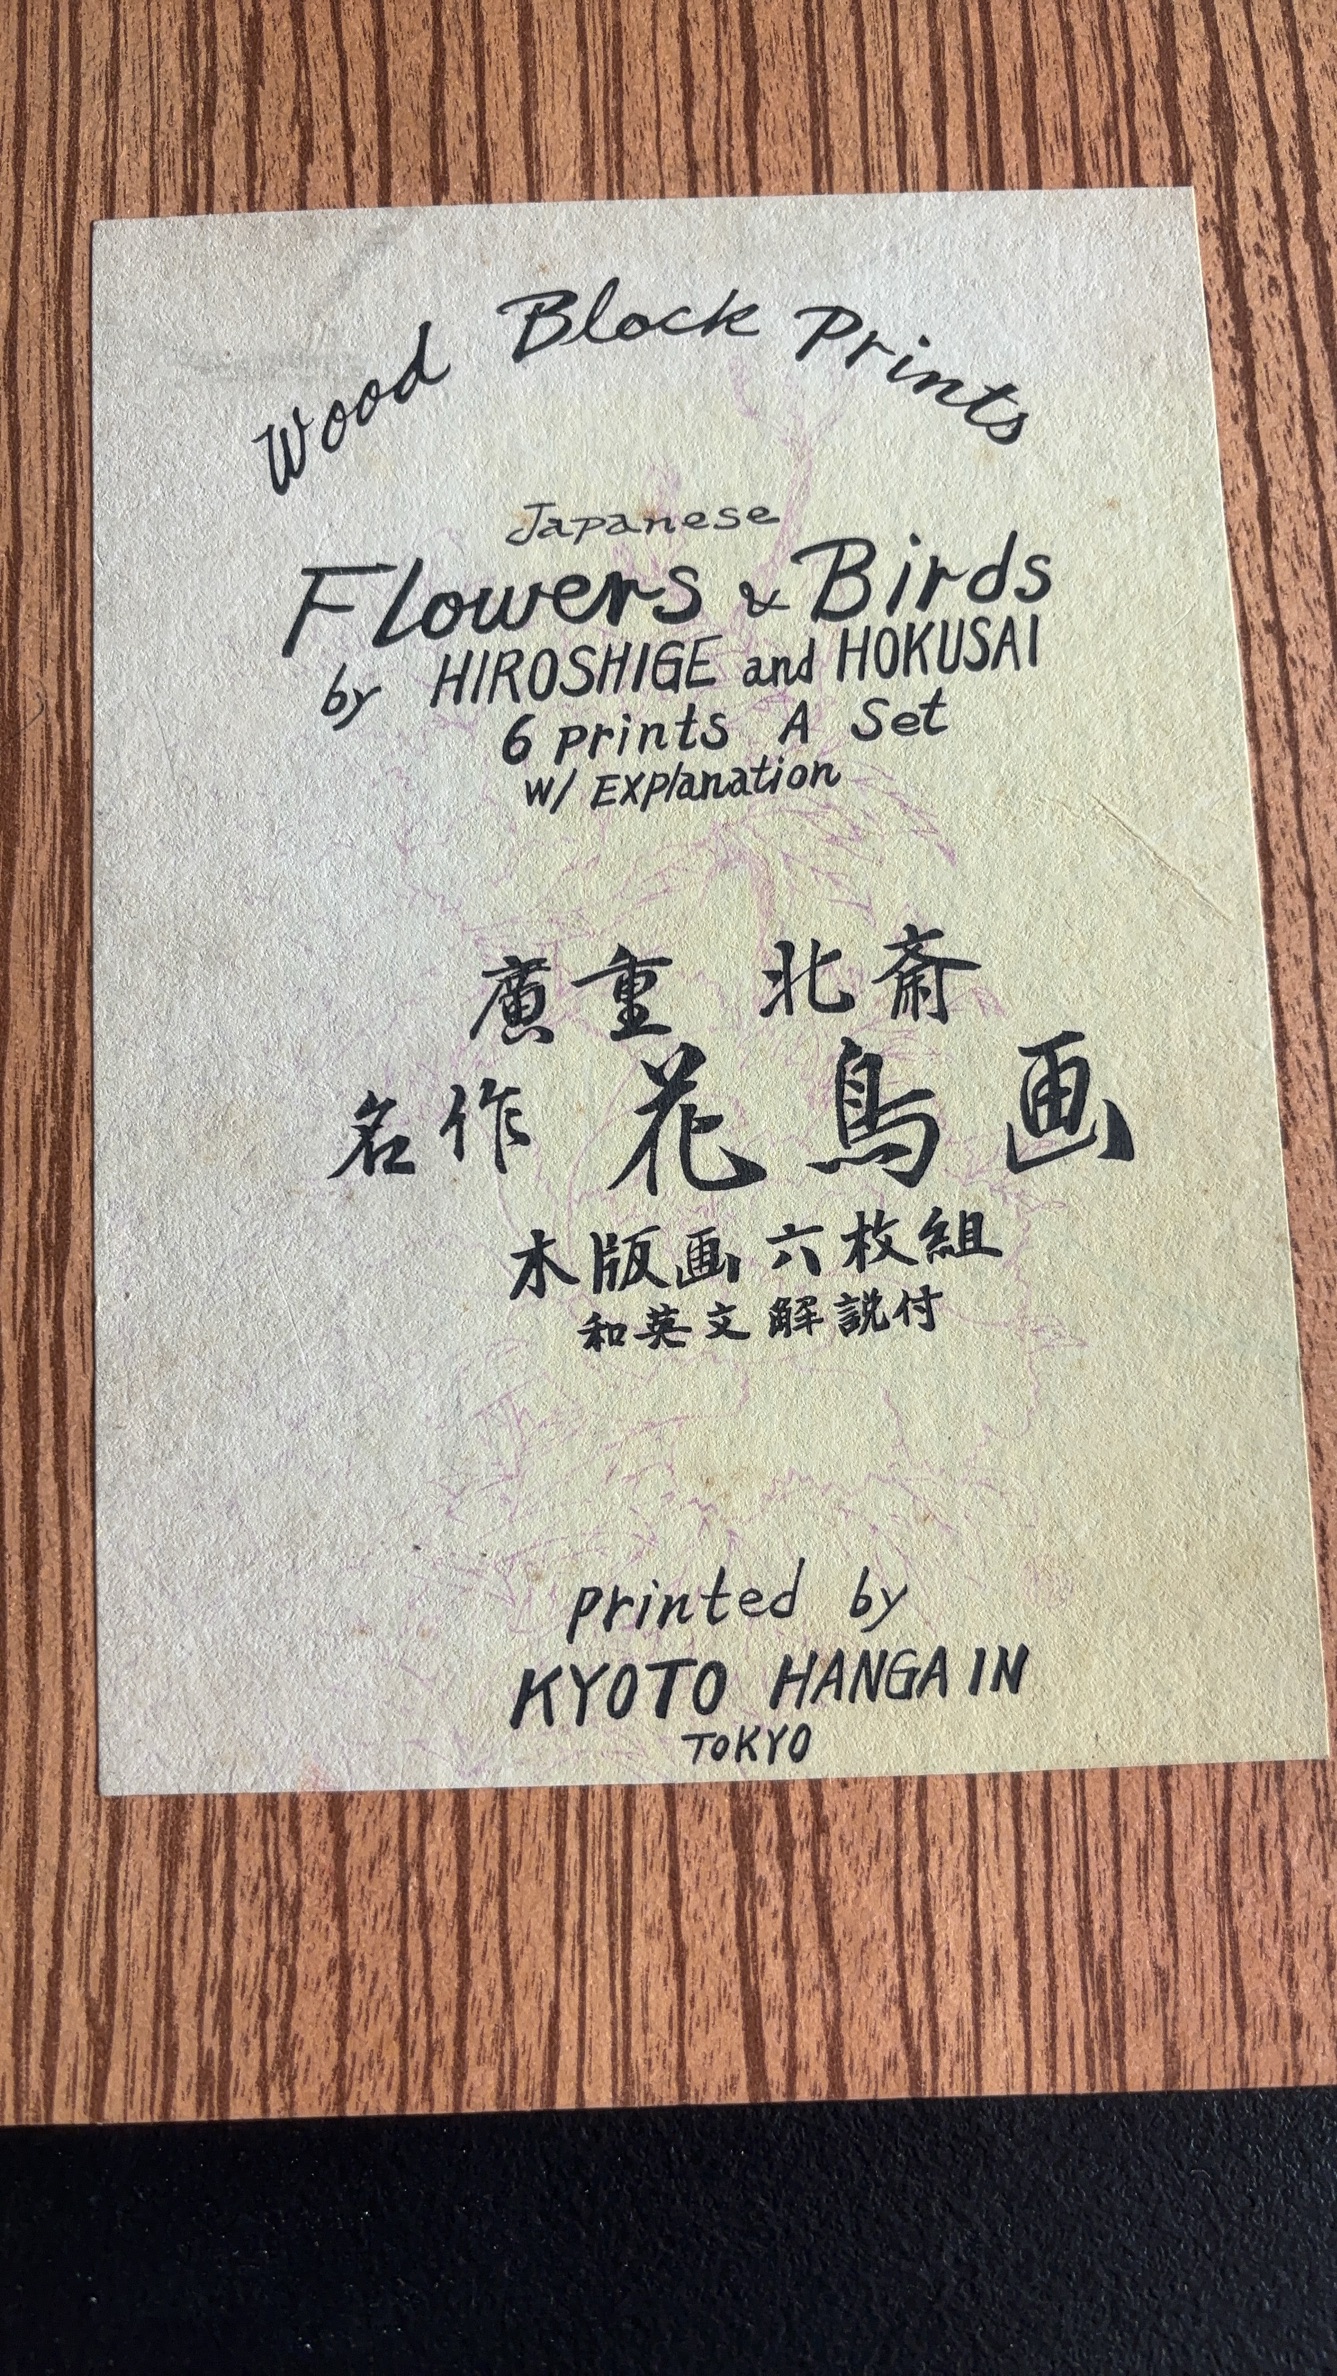 Wood Block Prints
Japanese
Flowers & Birds
by HIROSHIGE and HOKUSAI
6 prints A Set
w/ EXPlanation
廣重 北斎
名作 花鳥画
木版画六枚組
和英文解説付
printed by
KYOTO HANGA IN
TOKYO